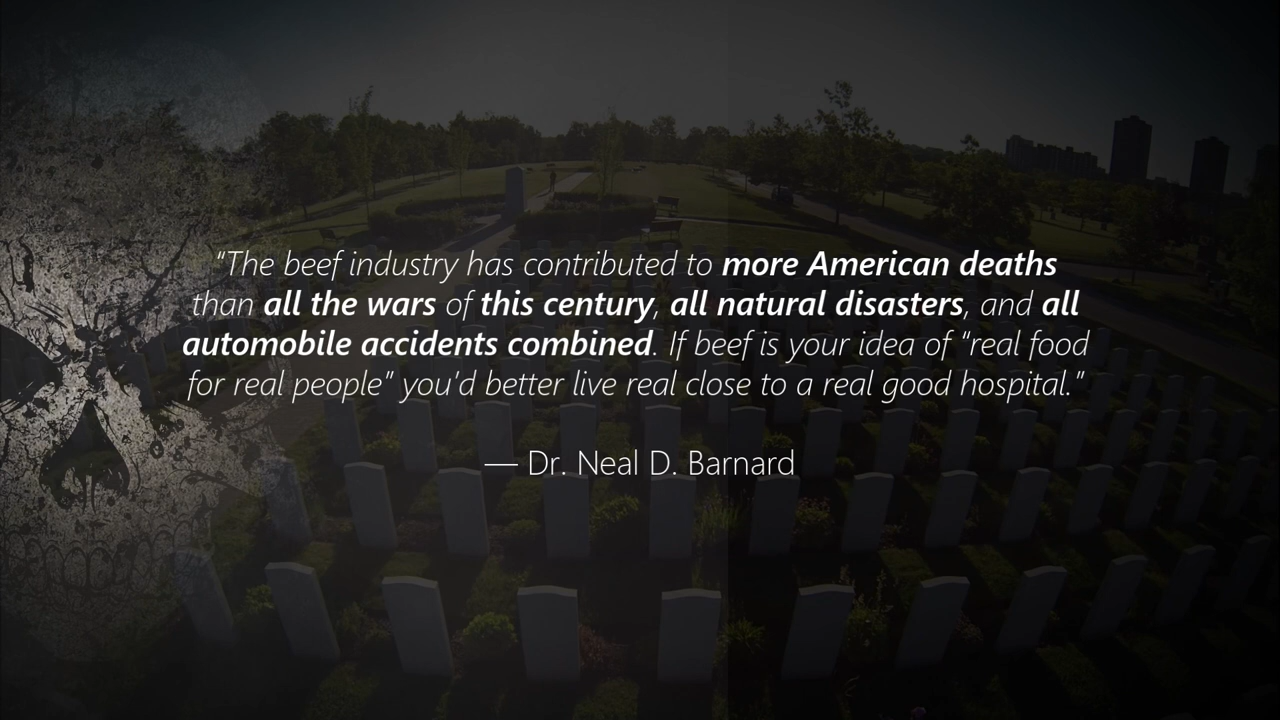 “The beef industry has contributed to more American deaths
than all the wars of this century, all natural disasters, and all
automobile accidents combined. If beef is your idea of “real food
for real people” you'd better live real close to a real good hospital.”
— Dr. Neal D. Barnard